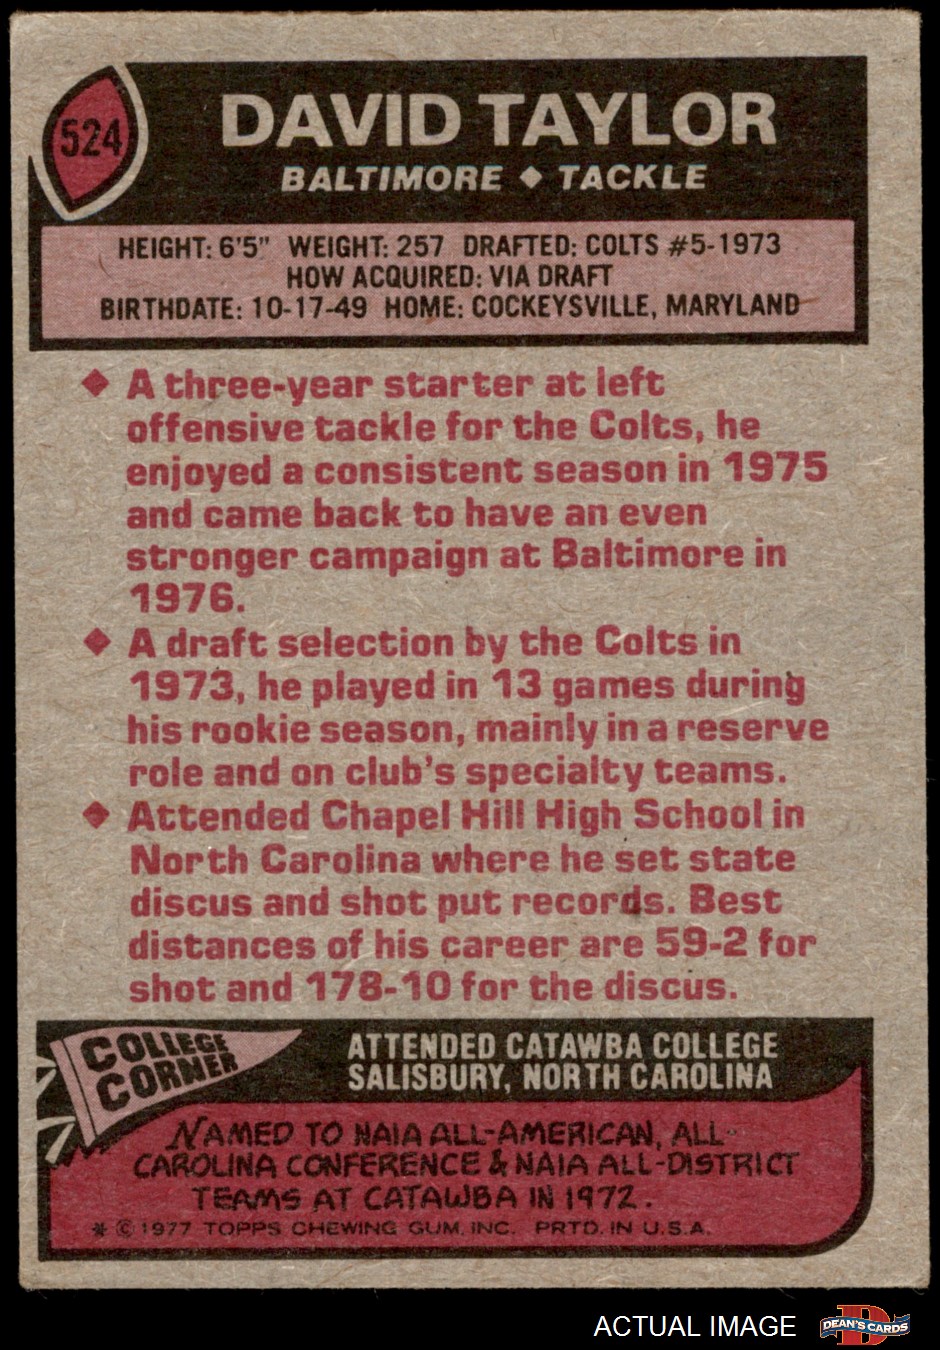 524
DAVID TAYLOR
BALTIMORE ◆ TACKLE
HEIGHT: 6'5" WEIGHT: 257 DRAFTED: COLTS #5-1973
HOW ACQUIRED: VIA DRAFT
BIRTHDATE: 10-17-49 HOME: COCKEYSVILLE, MARYLAND
◆ A three-year starter at left
offensive tackle for the Colts, he
enjoyed a consistent season in 1975
and came back to have an even
stronger campaign at Baltimore in
1976.
◆ A draft selection by the Colts in
1973, he played in 13 games during
his rookie season, mainly in a reserve
role and on club's specialty teams.
◆ Attended Chapel Hill High School in
North Carolina where he set state
discus and shot put records. Best
distances of his career are 59-2 for
shot and 178-10 for the discus.
COLLEGE
CORNER
ATTENDED CATAWBA COLLEGE
SALISBURY, NORTH CAROLINA
NAMED TO NAIA ALL-AMERICAN, ALL-
CAROLINA CONFERENCE & NAIA ALL-DISTRICT
TEAMS AT CATAWBA IN 1972.
* © 1977 TOPPS CHEWING GUM, INC. PRTD. IN U.S.A.
ACTUAL IMAGE
D
DEAN'S CARDS